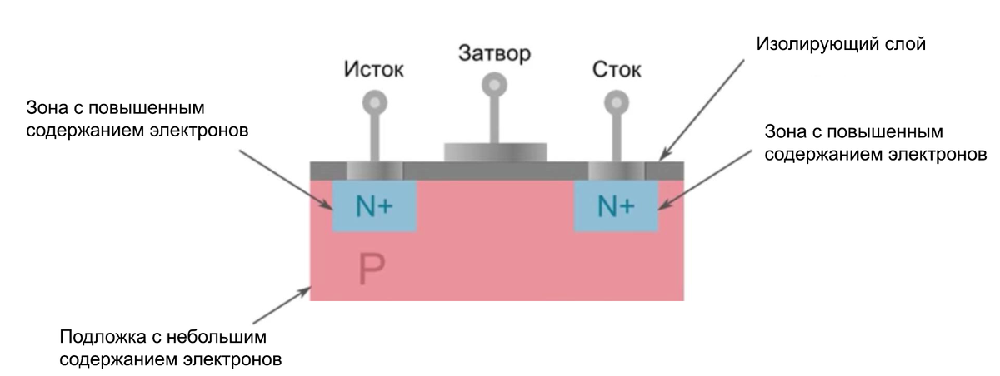 Изолирующий слой
Затвор
Исток
Сток
Зона с повышенным
содержанием электронов
Зона с повышенным
содержанием электронов
N+
N+
P
Подложка с небольшим
содержанием электронов